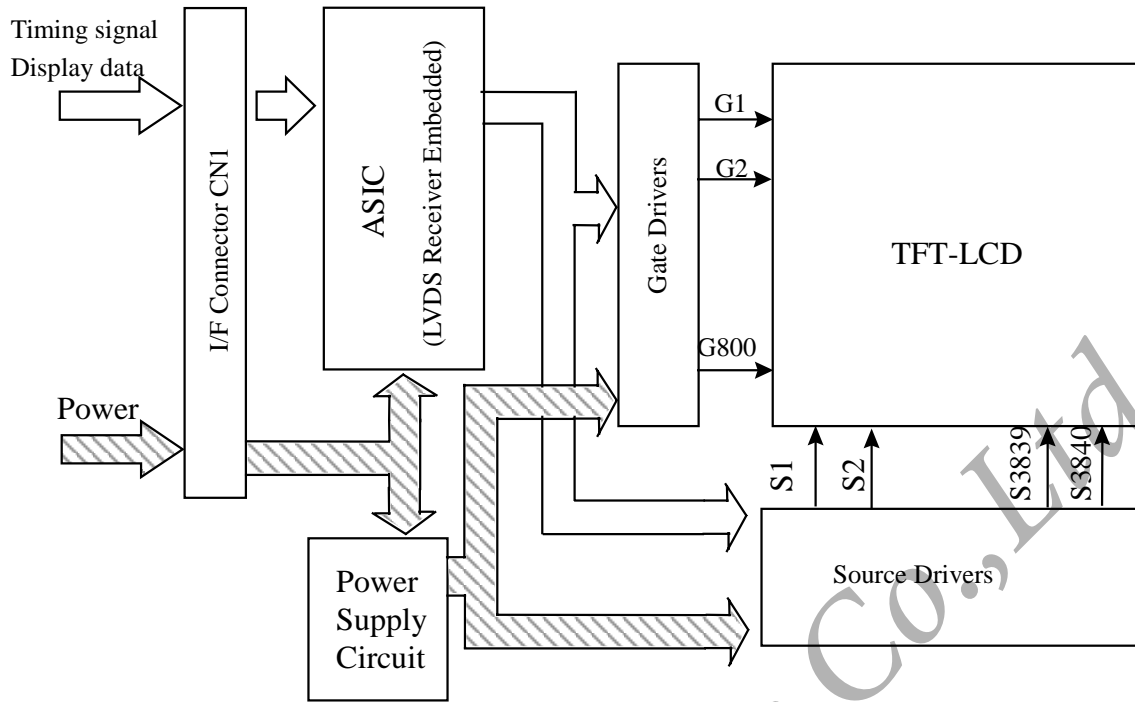 Timing signal
Display data
Power
I/F Connector CN1
ASIC
(LVDS Receiver Embedded)
Power
Supply
Circuit
Gate Drivers
G1
G2
G800
TFT-LCD
S1
S2
S3839
S3840
Source Drivers
Co.,Ltd